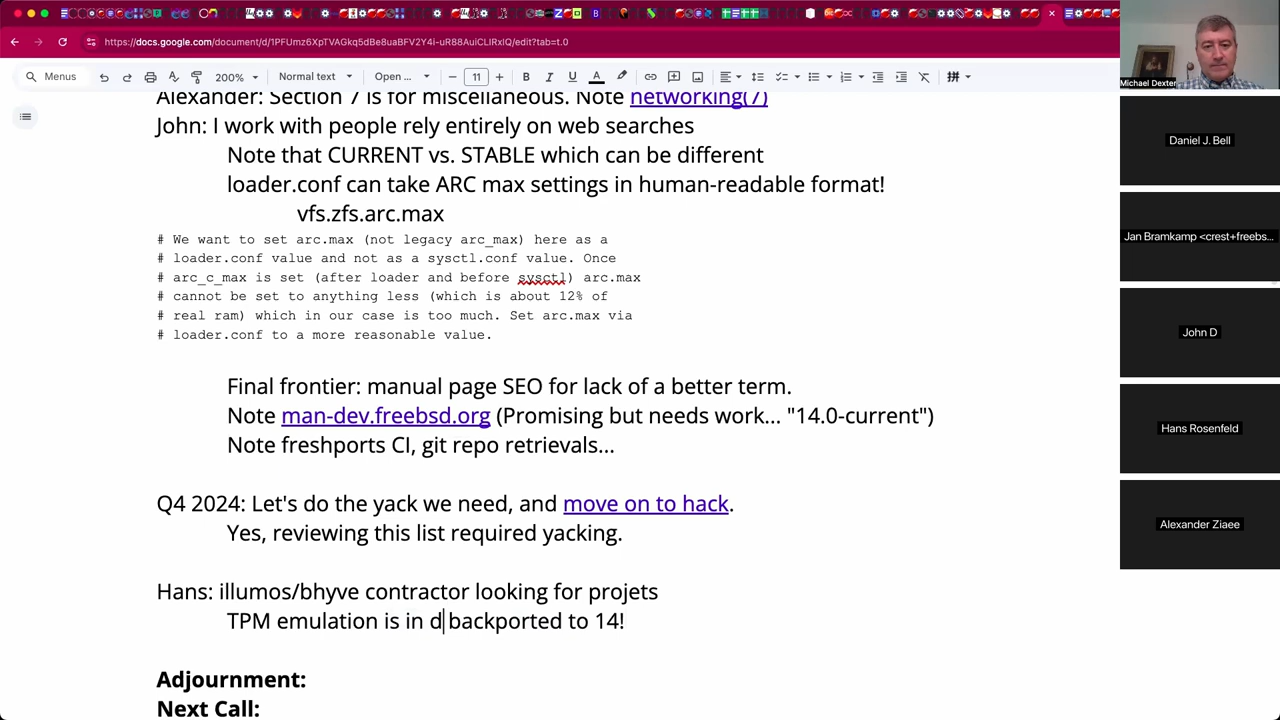 https://docs.google.com/document/d/1PFUmz6XpTVAGkq5dBe8uaBFV2Y4i-uR88AuiCLIRxIQ/edit?tab=t.0
Menus
200%
Normal text
Open ...
11
Alexander: Section 7 is for miscellaneous. Note networking(7)
John: I work with people rely entirely on web searches
Note that CURRENT vs. STABLE which can be different
loader.conf can take ARC max settings in human-readable format!
vfs.zfs.arc.max
# We want to set arc.max (not legacy arc_max) here as a
# loader.conf value and not as a sysctl.conf value. Once
# arc_c_max is set (after loader and before sysctl) arc.max
# cannot be set to anything less (which is about 12% of
# real ram) which in our case is too much. Set arc.max via
# loader.conf to a more reasonable value.
Final frontier: manual page SEO for lack of a better term.
Note man-dev.freebsd.org (Promising but needs work... "14.0-current")
Note freshports CI, git repo retrievals...
Q4 2024: Let's do the yack we need, and move on to hack.
Yes, reviewing this list required yacking.
Hans: illumos/bhyve contractor looking for projets
TPM emulation is in d backported to 14!
Adjournment:
Next Call:
Michael Dexter
Daniel J. Bell
Jan Bramkamp <crest+freebs...
John D
Hans Rosenfeld
Alexander Ziaee